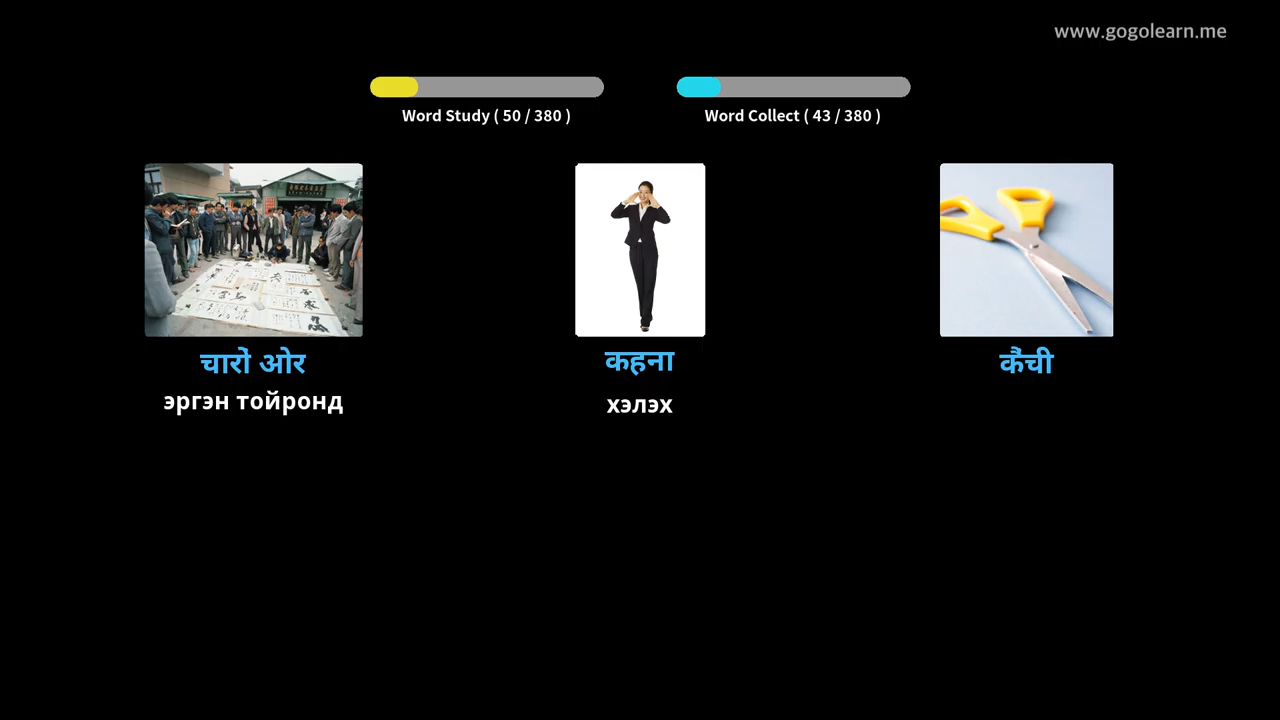 www.gogolearn.me
Word Study ( 50 / 380 )
Word Collect ( 43 / 380 )
चारों ओर
कहना
कैंची
эргэн тойронд
хэлэх